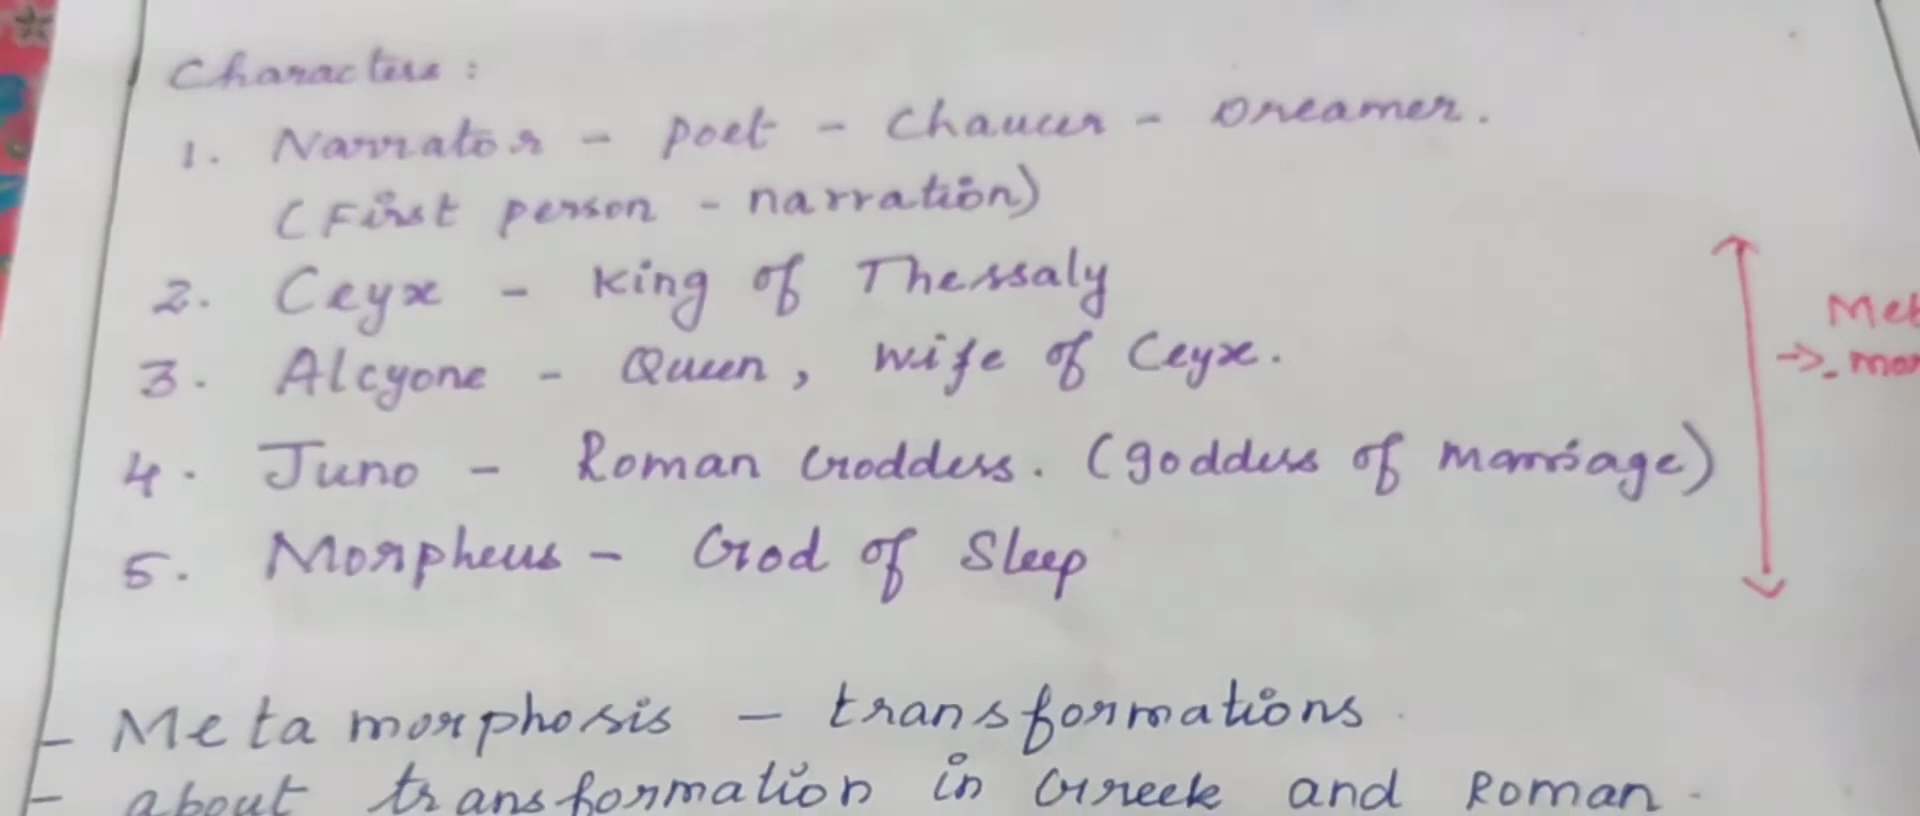 Characters:
1. Narrator - poet - Chaucer - Dreamer.
(First person - narration)
2. Ceyx - King of Thessaly
3. Alcyone - Queen, wife of Ceyx.
4. Juno - Roman Goddess. (goddess of marriage)
5. Morpheus - God of Sleep
Met
→ mor
- Metamorphosis - transformations
- about transformation in Greek and Roman